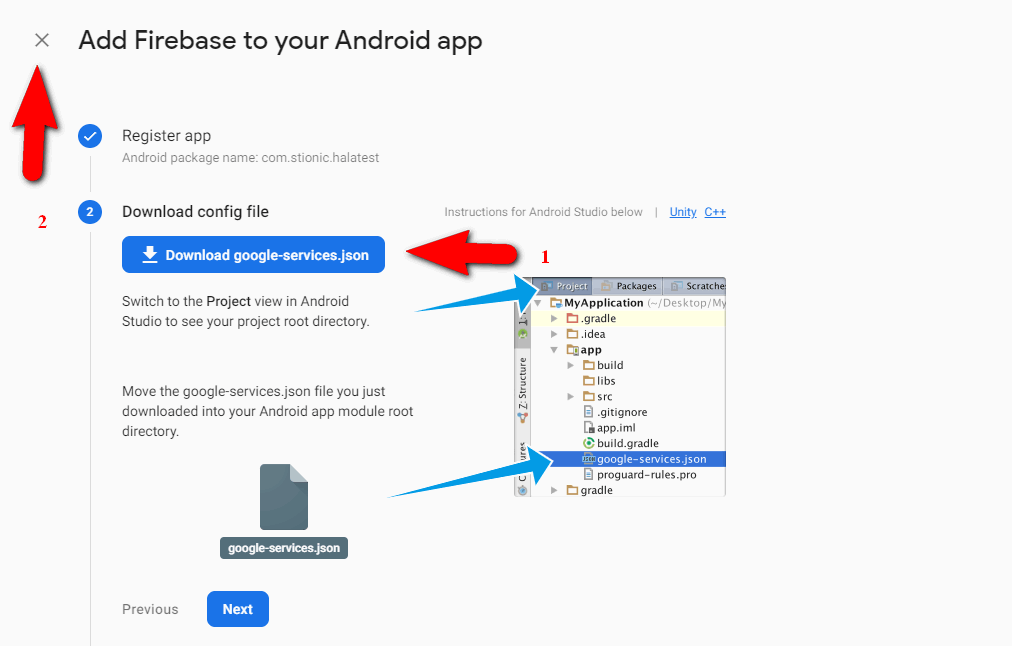 Add Firebase to your Android app
Register app
Android package name: com.stionic.halatest
2
2
Download config file
Instructions for Android Studio below | Unity C++
Download google-services.json
1
Switch to the Project view in Android
Studio to see your project root directory.
Project Packages Scratches
MyApplication (~/Desktop/My
.gradle
.idea
app
build
libs
src
.gitignore
app.iml
build.gradle
google-services.json
proguard-rules.pro
gradle
1:
Z: Structure
Move the google-services.json file you just
downloaded into your Android app module root
directory.
google-services.json
Previous Next